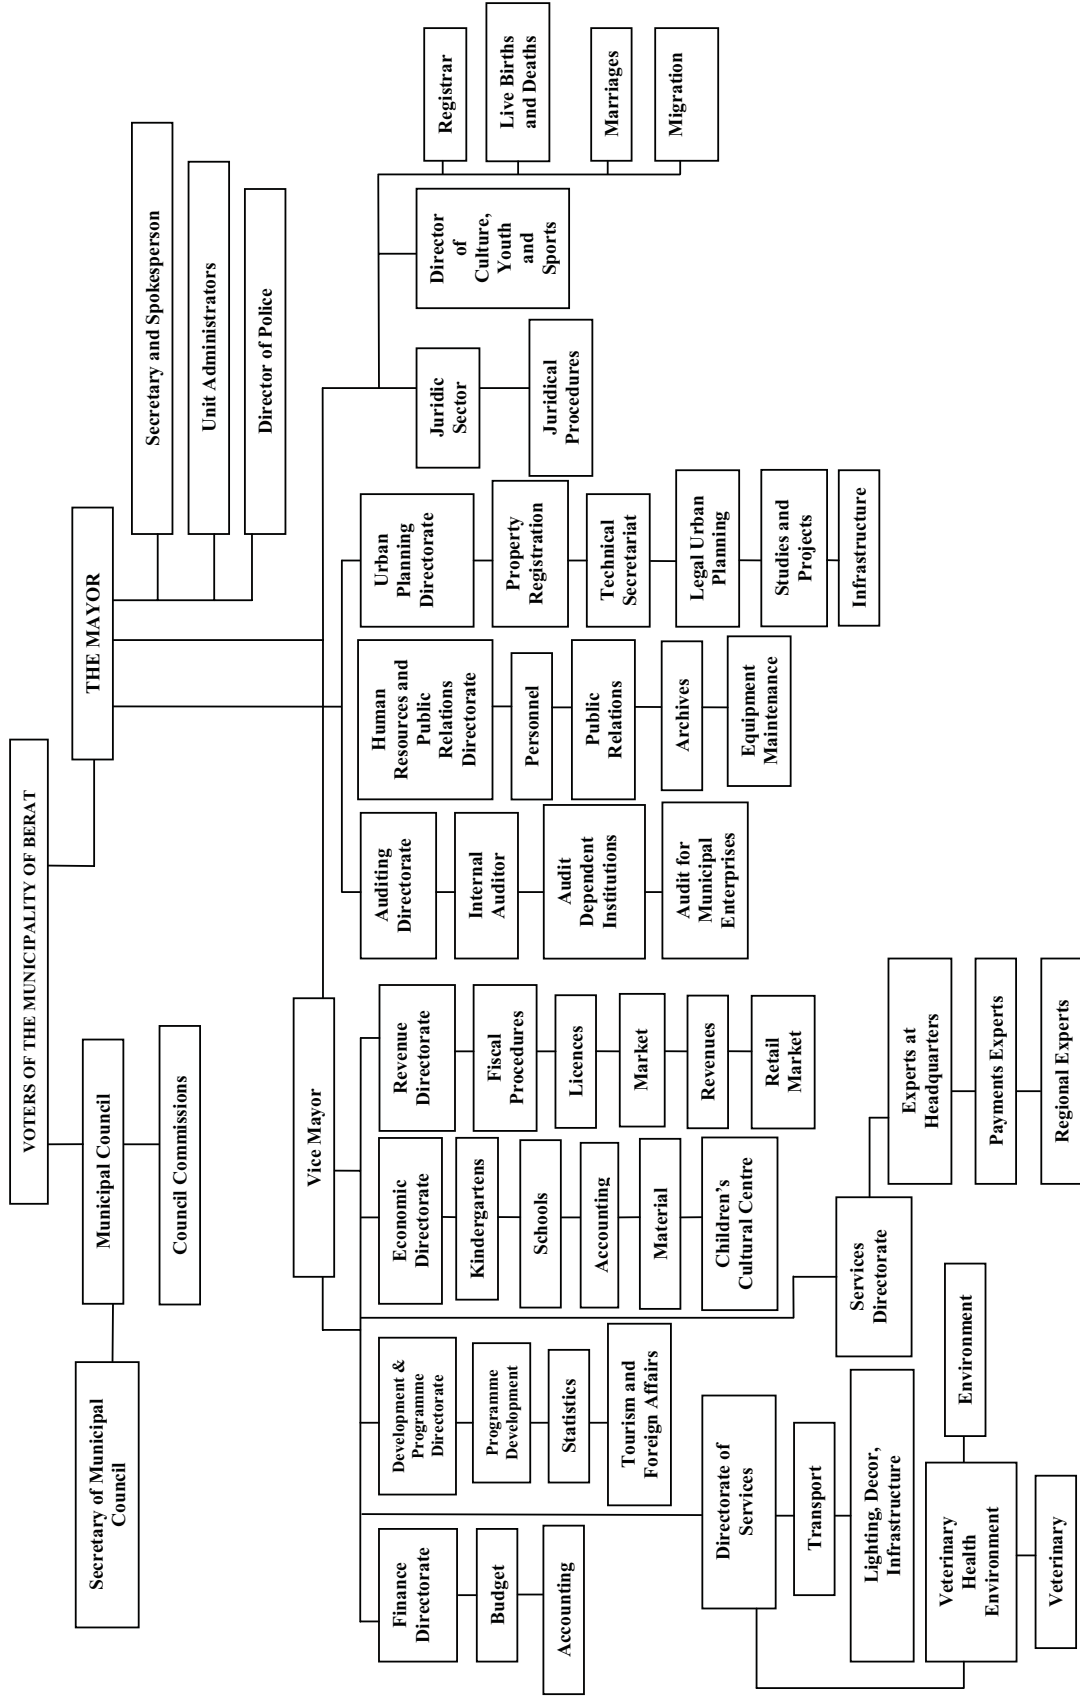 VOTERS OF THE MUNICIPALITY OF BERAT
Secretary of Municipal
Council
Municipal Council
Council Commissions
THE MAYOR
Secretary and Spokesperson
Unit Administrators
Director of Police
Vice Mayor
Finance
Directorate
Budget
Accounting
Development &
Programme
Directorate
Programme
Development
Statistics
Tourism and
Foreign Affairs
Economic
Directorate
Kindergartens
Schools
Accounting
Material
Children’s
Cultural Centre
Revenue
Directorate
Fiscal
Procedures
Licences
Market
Revenues
Retail
Market
Auditing
Directorate
Internal
Auditor
Audit
Dependent
Institutions
Audit for
Municipal
Enterprises
Human
Resources and
Public
Relations
Directorate
Personnel
Public
Relations
Archives
Equipment
Maintenance
Urban
Planning
Directorate
Property
Registration
Technical
Secretariat
Legal Urban
Planning
Studies and
Projects
Infrastructure
Juridic
Sector
Juridical
Procedures
Director
of
Culture,
Youth
and
Sports
Registrar
Live Births
and Deaths
Marriages
Migration
Directorate of
Services
Transport
Lighting, Decor,
Infrastructure
Veterinary
Health
Environment
Environment
Veterinary
Services
Directorate
Experts at
Headquarters
Payments Experts
Regional Experts